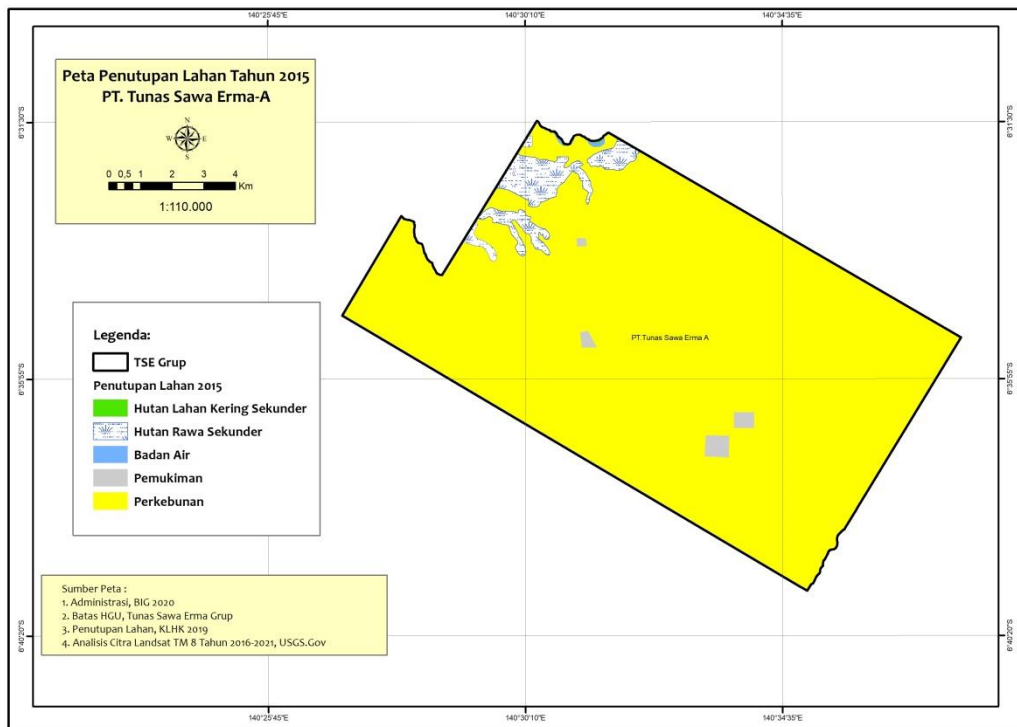 140°25'45"E
140°30'10"E
140°34'35"E
Peta Penutupan Lahan Tahun 2015
PT. Tunas Sawa Erma-A
N
W E
S
0 0,5 1 2 3 4
Km
1:110.000
6°31'30"S
6°31'30"S
PT.Tunas Sawa Erma A
Legenda:
TSE Grup
Penutupan Lahan 2015
Hutan Lahan Kering Sekunder
Hutan Rawa Sekunder
Badan Air
Pemukiman
Perkebunan
6°35'55"S
6°35'55"S
Sumber Peta :
1. Administrasi, BIG 2020
2. Batas HGU, Tunas Sawa Erma Grup
3. Penutupan Lahan, KLHK 2019
4. Analisis Citra Landsat TM 8 Tahun 2016-2021, USGS.Gov
6°40'20"S
6°40'20"S
140°25'45"E
140°30'10"E
140°34'35"E